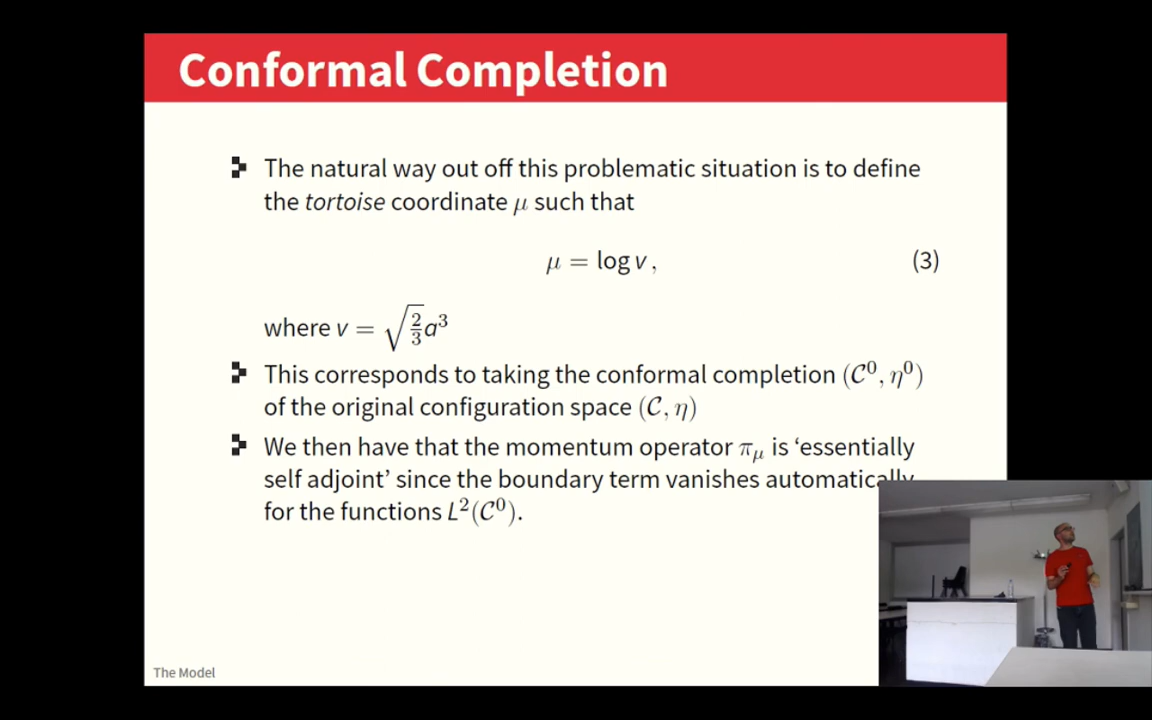 Conformal Completion
The natural way out off this problematic situation is to define
the tortoise coordinate μ such that
μ = log v , (3)
where v = √(2/3) a³
This corresponds to taking the conformal completion (𝒞⁰, η⁰)
of the original configuration space (𝒞, η)
We then have that the momentum operator π_μ is ‘essentially
self adjoint’ since the boundary term vanishes automatically
for the functions L²(𝒞⁰).
The Model